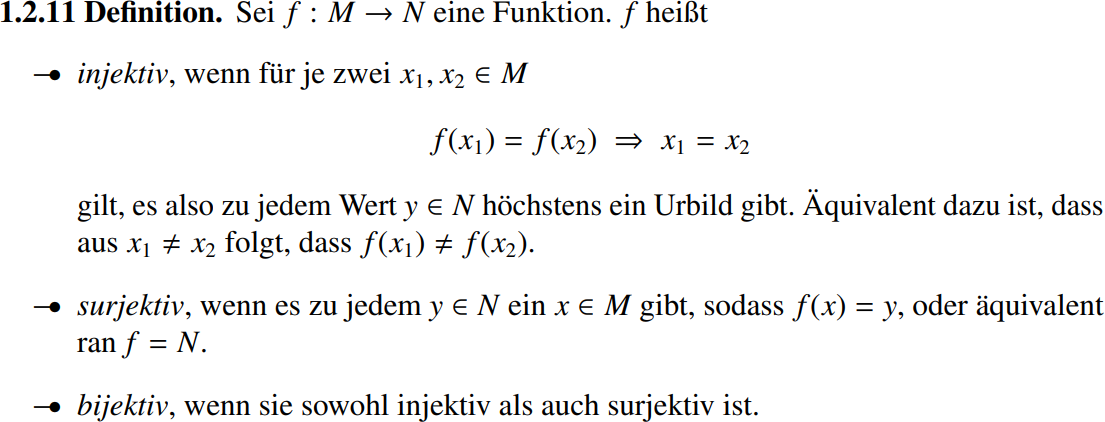 1.2.11 Definition. Sei f : M → N eine Funktion. f heißt
⊸ injektiv, wenn für je zwei x₁, x₂ ∈ M
f(x₁) = f(x₂) ⇒ x₁ = x₂
gilt, es also zu jedem Wert y ∈ N höchstens ein Urbild gibt. Äquivalent dazu ist, dass
aus x₁ ≠ x₂ folgt, dass f(x₁) ≠ f(x₂).
⊸ surjektiv, wenn es zu jedem y ∈ N ein x ∈ M gibt, sodass f(x) = y, oder äquivalent
ran f = N.
⊸ bijektiv, wenn sie sowohl injektiv als auch surjektiv ist.